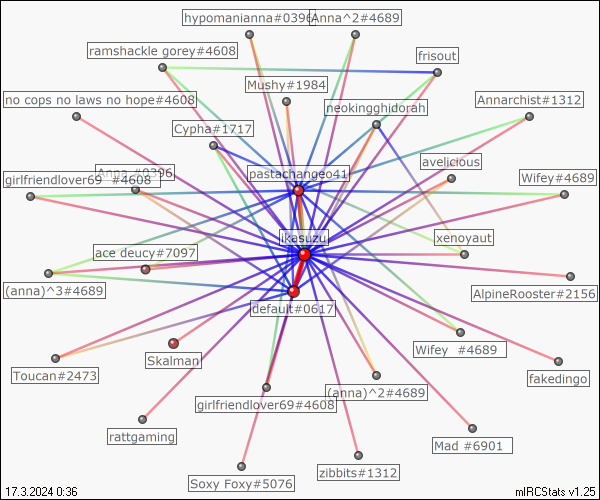 hypomanianna#0396
Anna^2#4689
ramshackle gorey#4608
frisout
Mushy#1984
no cops no laws no hope#4608
neokingghidorah
Annarchist#1312
Cypha#1717
avelicious
pastachangeo41
Anna #0396
girlfriendlover69 #4608
Wifey#4689
ikasuzu
xenoyaut
ace deucy#7097
(anna)^3#4689
AlpineRooster#2156
default#0617
Wifey #4689
Skalman
Toucan#2473
fakedingo
(anna)^2#4689
girlfriendlover69#4608
rattgaming
Mad #6901
zibbits#1312
Soxy Foxy#5076
17.3.2024 0:36
mIRCStats v1.25